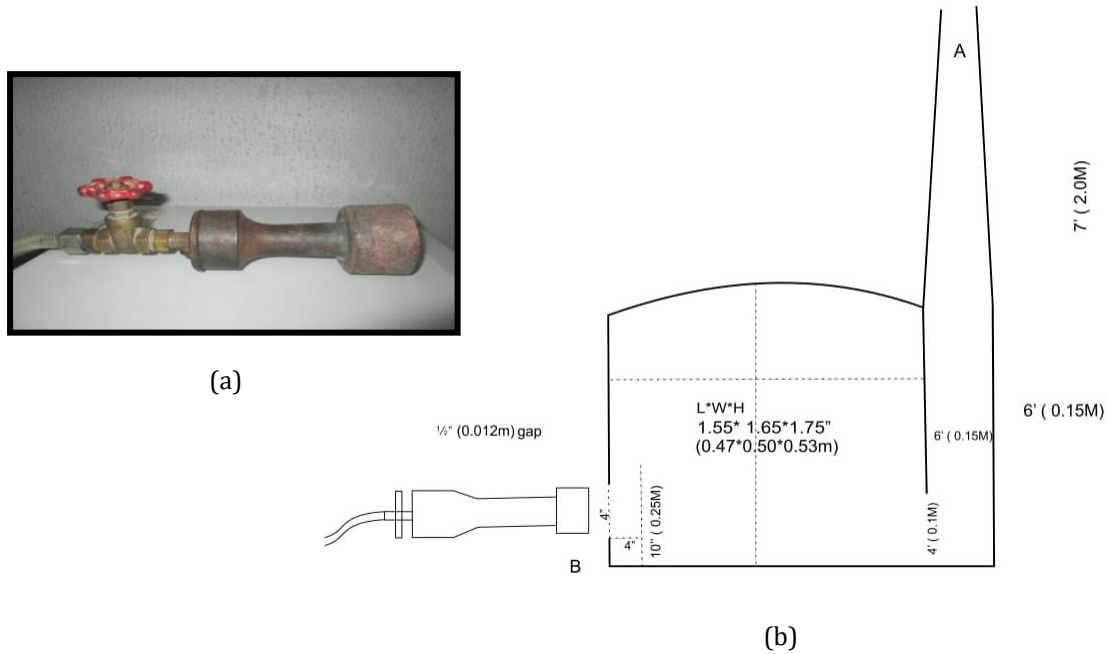 A
7' ( 2.0M)
(a)
L*W*H
1.55* 1.65*1.75”
(0.47*0.50*0.53m)
6' ( 0.15M)
6' ( 0.15M)
½” (0.012m) gap
4"
4"
10” ( 0.25M)
4' ( 0.1M)
B
(b)